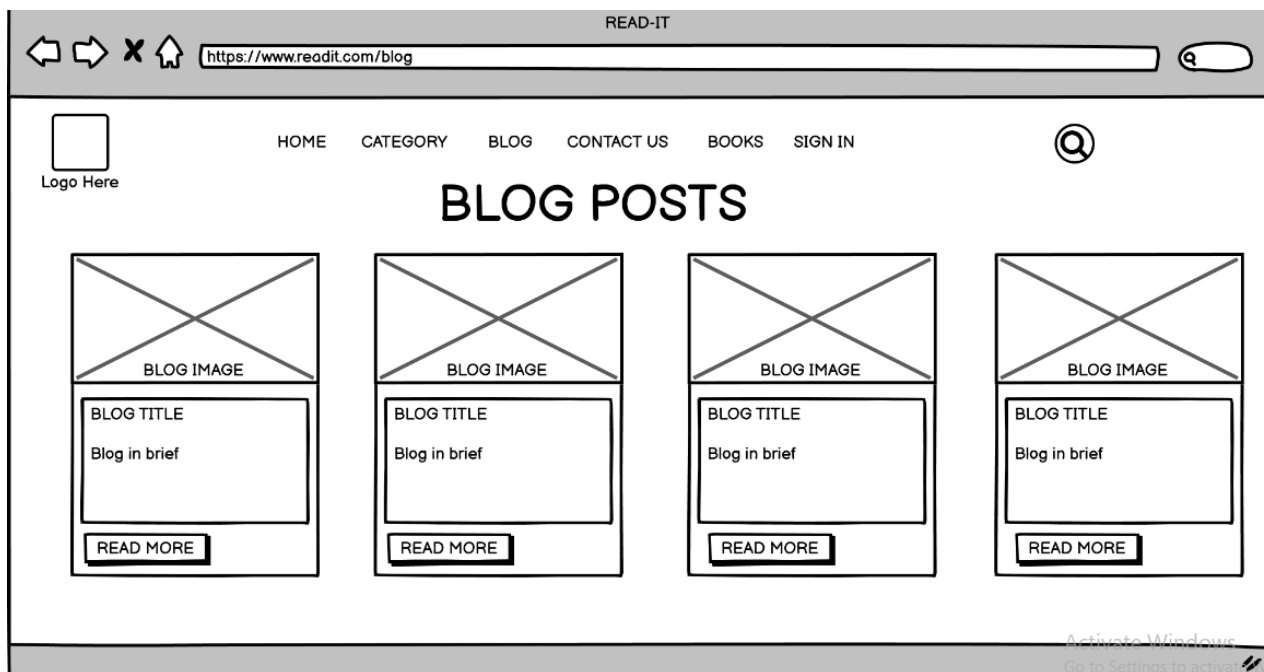 READ-IT
https://www.readit.com/blog
HOME CATEGORY BLOG CONTACT US BOOKS SIGN IN
Logo Here
BLOG POSTS
BLOG IMAGE BLOG IMAGE BLOG IMAGE BLOG IMAGE
BLOG TITLE BLOG TITLE BLOG TITLE BLOG TITLE
Blog in brief Blog in brief Blog in brief Blog in brief
READ MORE READ MORE READ MORE READ MORE
Activate Windows
Go to Settings to activat